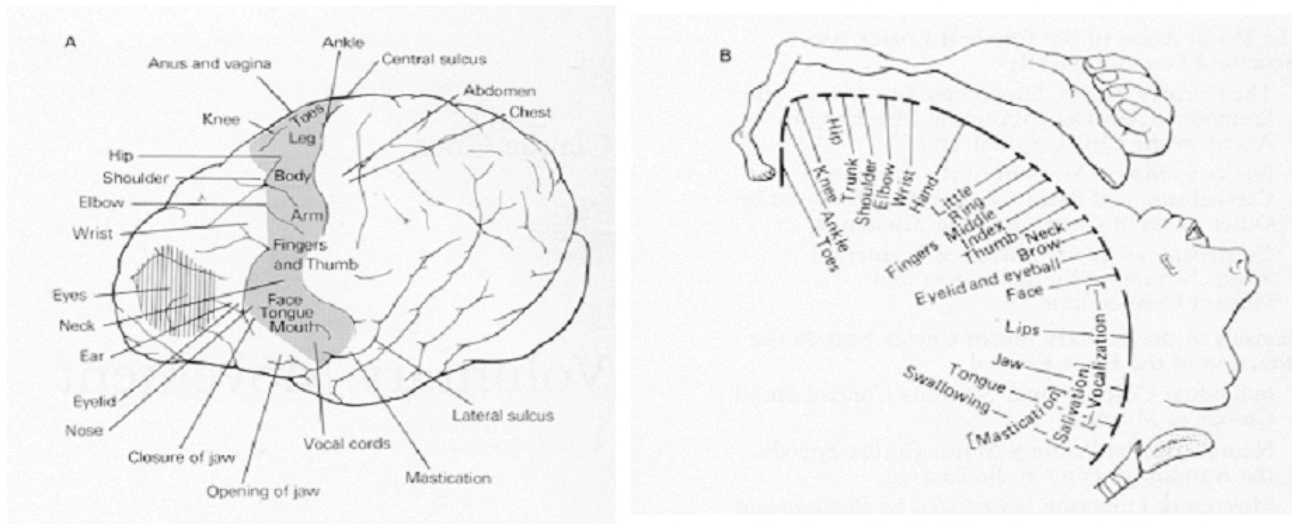 A
Ankle
Anus and vagina
Central sulcus
Abdomen
Chest
Knee
Toes
Leg
Hip
Body
Shoulder
Elbow
Arm
Wrist
Fingers
and Thumb
Eyes
Face
Neck
Tongue
Mouth
Ear
Eyelid
Nose
Lateral sulcus
Closure of jaw
Vocal cords
Opening of jaw
Mastication
B
Toes
Ankle
Knee
Hip
Trunk
Shoulder
Elbow
Wrist
Hand
Little
Ring
Middle
Index
Thumb
Fingers
Neck
Brow
Eyelid and eyeball
Face
Lips
[Vocalization]
Jaw
Tongue
Swallowing
[Mastication]
Salivation]